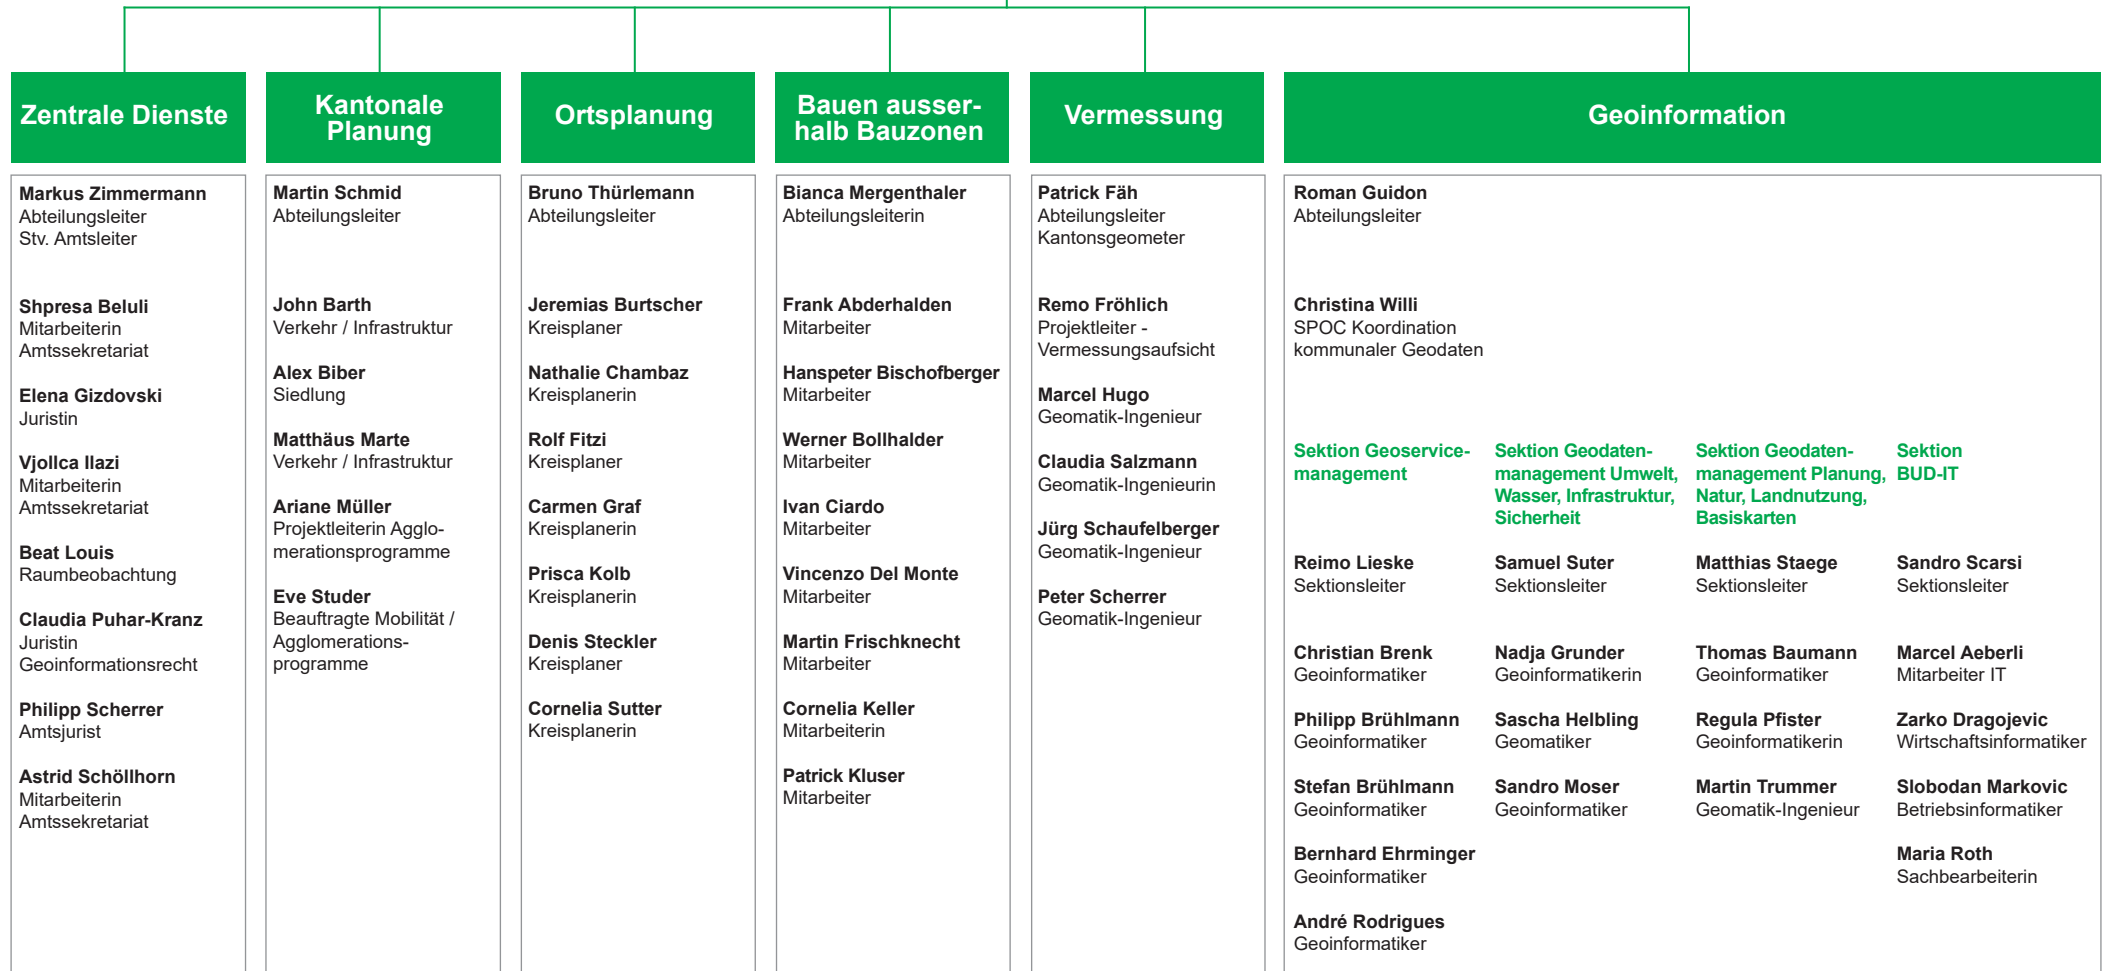 Zentrale Dienste
Markus Zimmermann
Abteilungsleiter
Stv. Amtsleiter
Shpresa Beluli
Mitarbeiterin
Amtssekretariat
Elena Gizdovski
Juristin
Vjollca Ilazi
Mitarbeiterin
Amtssekretariat
Beat Louis
Raumbeobachtung
Claudia Puhar-Kranz
Juristin
Geoinformationsrecht
Philipp Scherrer
Amtsjurist
Astrid Schöllhorn
Mitarbeiterin
Amtssekretariat
Kantonale
Planung
Martin Schmid
Abteilungsleiter
John Barth
Verkehr / Infrastruktur
Alex Biber
Siedlung
Matthäus Marte
Verkehr / Infrastruktur
Ariane Müller
Projektleiterin Agglo-
merationsprogramme
Eve Studer
Beauftragte Mobilität /
Agglomerations-
programme
Ortsplanung
Bruno Thürlemann
Abteilungsleiter
Jeremias Burtscher
Kreisplaner
Nathalie Chambaz
Kreisplanerin
Rolf Fitzi
Kreisplaner
Carmen Graf
Kreisplanerin
Prisca Kolb
Kreisplanerin
Denis Steckler
Kreisplaner
Cornelia Sutter
Kreisplanerin
Bauen ausser-
halb Bauzonen
Bianca Mergenthaler
Abteilungsleiterin
Frank Abderhalden
Mitarbeiter
Hanspeter Bischofberger
Mitarbeiter
Werner Bollhalder
Mitarbeiter
Ivan Ciardo
Mitarbeiter
Vincenzo Del Monte
Mitarbeiter
Martin Frischknecht
Mitarbeiter
Cornelia Keller
Mitarbeiterin
Patrick Kluser
Mitarbeiter
Vermessung
Patrick Fäh
Abteilungsleiter
Kantonsgeometer
Remo Fröhlich
Projektleiter -
Vermessungsaufsicht
Marcel Hugo
Geomatik-Ingenieur
Claudia Salzmann
Geomatik-Ingenieurin
Jürg Schaufelberger
Geomatik-Ingenieur
Peter Scherrer
Geomatik-Ingenieur
Geoinformation
Roman Guidon
Abteilungsleiter
Christina Willi
SPOC Koordination
kommunaler Geodaten
Sektion Geoservice-
management
Reimo Lieske
Sektionsleiter
Christian Brenk
Geoinformatiker
Philipp Brühlmann
Geoinformatiker
Stefan Brühlmann
Geoinformatiker
Bernhard Ehrminger
Geoinformatiker
André Rodrigues
Geoinformatiker
Sektion Geodaten-
management Umwelt,
Wasser, Infrastruktur,
Sicherheit
Samuel Suter
Sektionsleiter
Nadja Grunder
Geoinformatikerin
Sascha Helbling
Geomatiker
Sandro Moser
Geoinformatiker
Sektion Geodaten-
management Planung,
Natur, Landnutzung,
Basiskarten
Matthias Staege
Sektionsleiter
Thomas Baumann
Geoinformatiker
Regula Pfister
Geoinformatikerin
Martin Trummer
Geomatik-Ingenieur
Sektion
BUD-IT
Sandro Scarsi
Sektionsleiter
Marcel Aeberli
Mitarbeiter IT
Zarko Dragojevic
Wirtschaftsinformatiker
Slobodan Markovic
Betriebsinformatiker
Maria Roth
Sachbearbeiterin